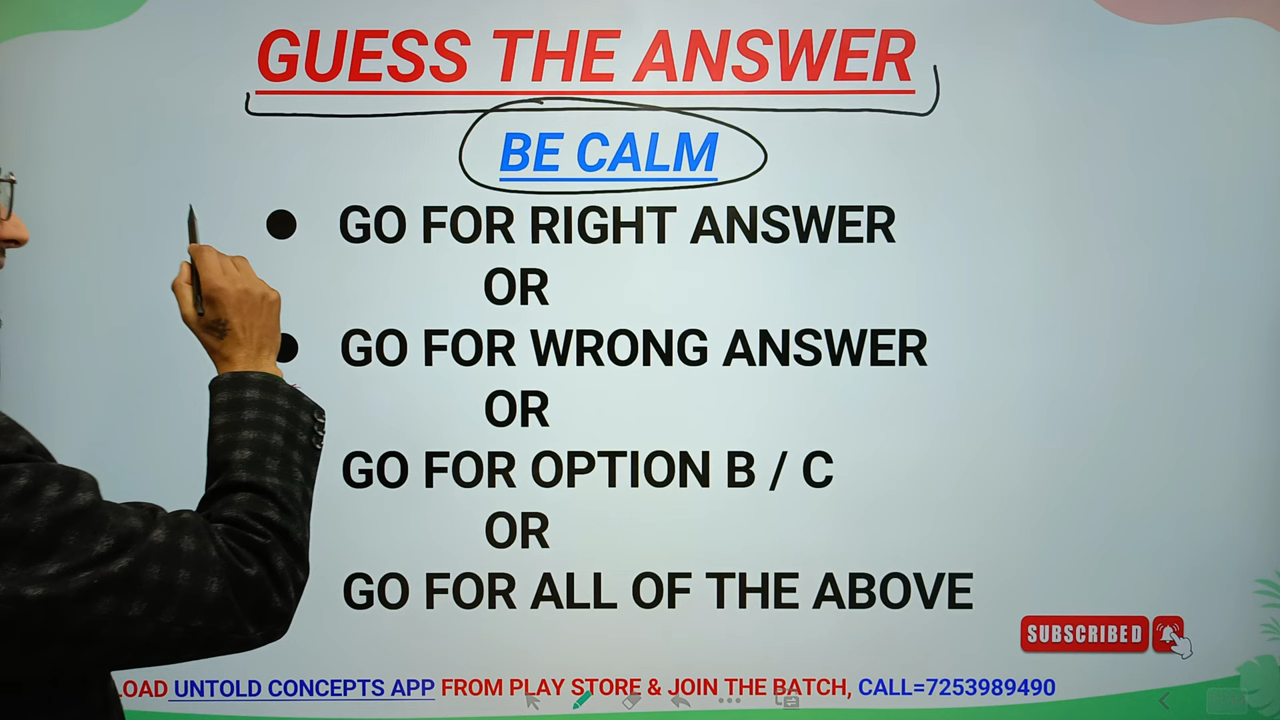 GUESS THE ANSWER
BE CALM
GO FOR RIGHT ANSWER
OR
GO FOR WRONG ANSWER
OR
GO FOR OPTION B / C
OR
GO FOR ALL OF THE ABOVE
SUBSCRIBED
LOAD UNTOLD CONCEPTS APP FROM PLAY STORE & JOIN THE BATCH, CALL=7253989490